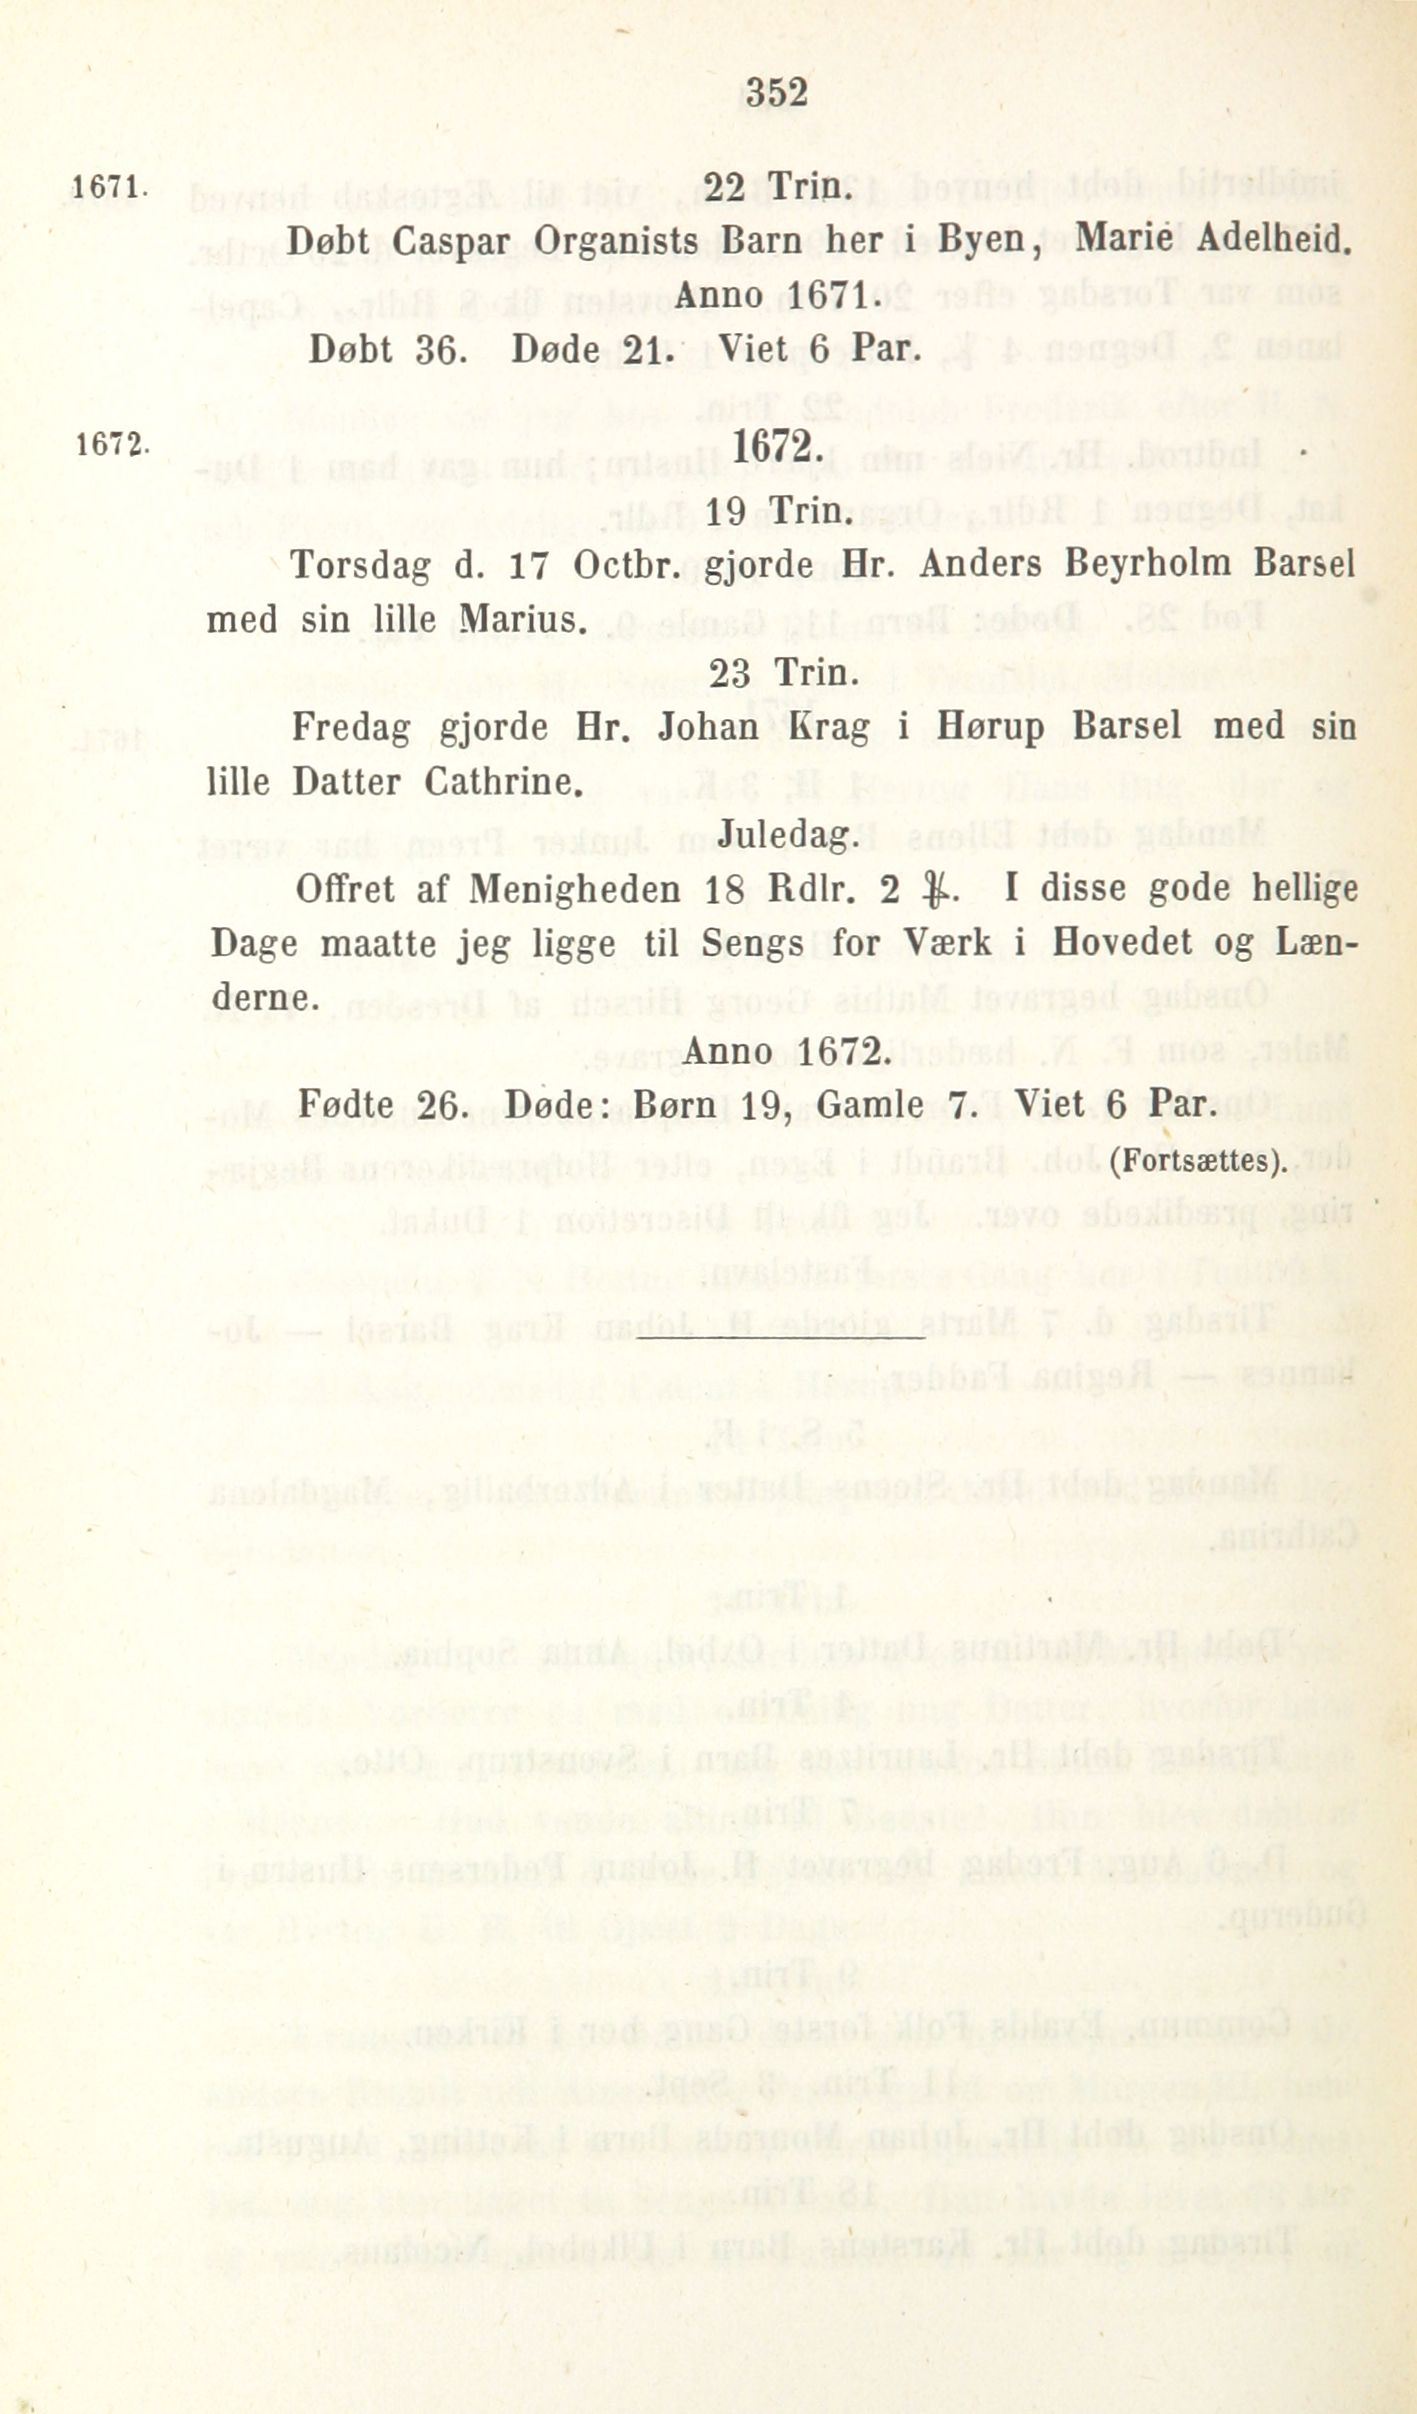 352
1671. 22 Trin.
Døbt Caspar Organists Barn her i Byen, Marie Adelheid.
Anno 1671.
Døbt 36. Døde 21. Viet 6 Par.
1672. 1672.
19 Trin.
Torsdag d. 17 Octbr. gjorde Hr. Anders Beyrholm Barsel
med sin lille Marius.
23 Trin.
Fredag gjorde Hr. Johan Krag i Hørup Barsel med sin
lille Datter Cathrine.
Juledag.
Offret af Menigheden 18 Rdlr. 2 . I disse gode hellige
Dage maatte jeg ligge til Sengs for Værk i Hovedet og Læn-
derne.
Anno 1672.
Fødte 26. Døde: Børn 19, Gamle 7. Viet 6 Par.
(Fortsættes).